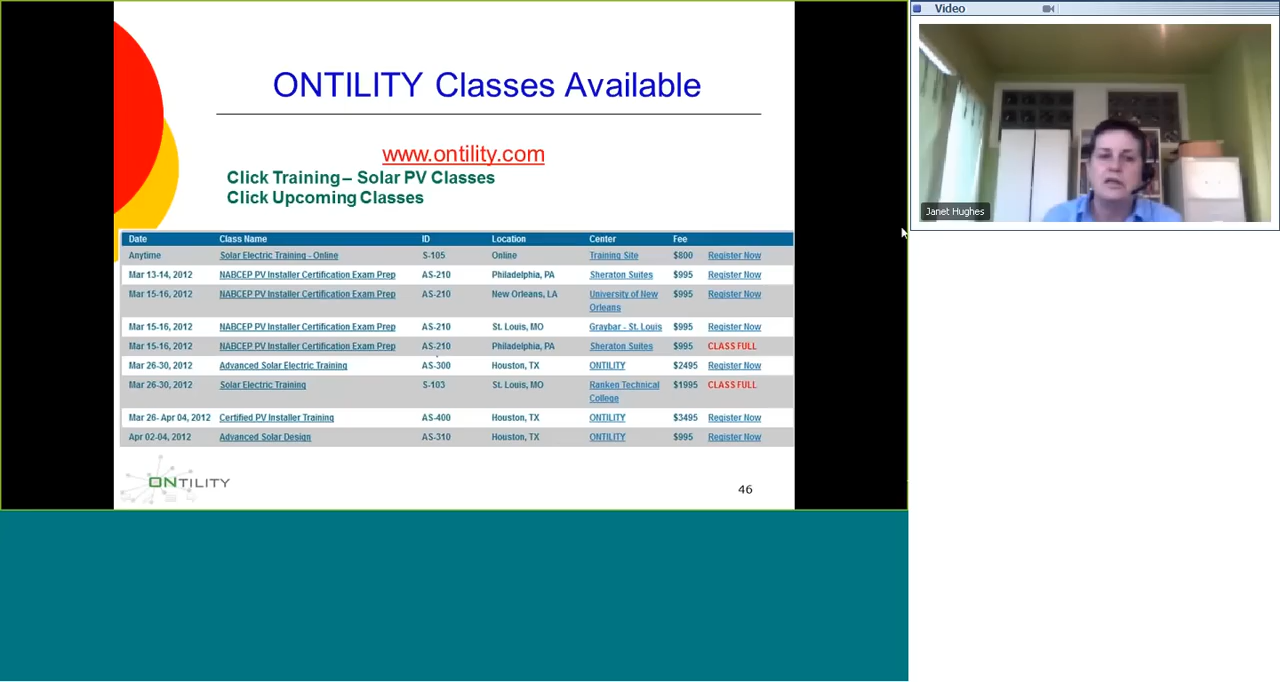 ONTILITY Classes Available
www.ontility.com
Click Training – Solar PV Classes
Click Upcoming Classes
Date Class Name ID Location Center Fee
Anytime Solar Electric Training - Online S-105 Online Training Site $800 Register Now
Mar 13-14, 2012 NABCEP PV Installer Certification Exam Prep AS-210 Philadelphia, PA Sheraton Suites $995 Register Now
Mar 15-16, 2012 NABCEP PV Installer Certification Exam Prep AS-210 New Orleans, LA University of New $995 Register Now
Orleans
Mar 15-16, 2012 NABCEP PV Installer Certification Exam Prep AS-210 St. Louis, MO Graybar - St. Louis $995 Register Now
Mar 15-16, 2012 NABCEP PV Installer Certification Exam Prep AS-210 Philadelphia, PA Sheraton Suites $995 CLASS FULL
Mar 26-30, 2012 Advanced Solar Electric Training AS-300 Houston, TX ONTILITY $2495 Register Now
Mar 26-30, 2012 Solar Electric Training S-103 St. Louis, MO Ranken Technical $1995 CLASS FULL
College
Mar 26- Apr 04, 2012 Certified PV Installer Training AS-400 Houston, TX ONTILITY $3495 Register Now
Apr 02-04, 2012 Advanced Solar Design AS-310 Houston, TX ONTILITY $995 Register Now
ONTILITY
46
Video
Janet Hughes